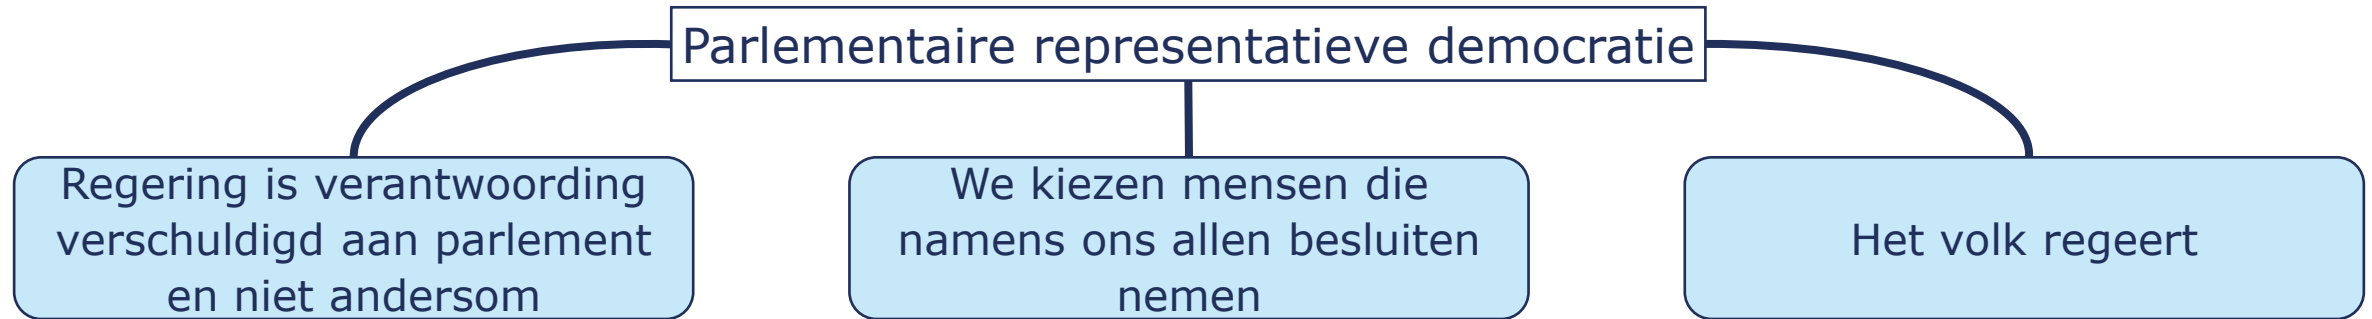 Parlementaire representatieve democratie
Regering is verantwoording
verschuldigd aan parlement
en niet andersom
We kiezen mensen die
namens ons allen besluiten
nemen
Het volk regeert